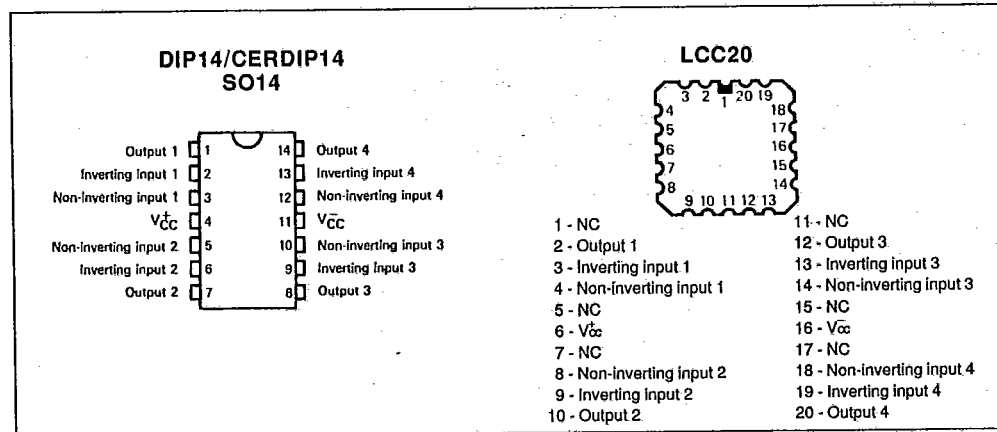 DIP14/CERDIP14
SO14
Output 1 1 14 Output 4
Inverting input 1 2 13 Inverting input 4
Non-inverting input 1 3 12 Non-inverting input 4
V+CC 4 11 V-CC
Non-inverting input 2 5 10 Non-inverting input 3
Inverting input 2 6 9 Inverting input 3
Output 2 7 8 Output 3
LCC20
3 2 1 20 19
4 18
5 17
6 16
7 15
8 14
9 10 11 12 13
1 - NC
2 - Output 1
3 - Inverting input 1
4 - Non-inverting input 1
5 - NC
6 - V+cc
7 - NC
8 - Non-inverting input 2
9 - Inverting input 2
10 - Output 2
11 - NC
12 - Output 3
13 - Inverting input 3
14 - Non-inverting input 3
15 - NC
16 - V-cc
17 - NC
18 - Non-inverting input 4
19 - Inverting input 4
20 - Output 4